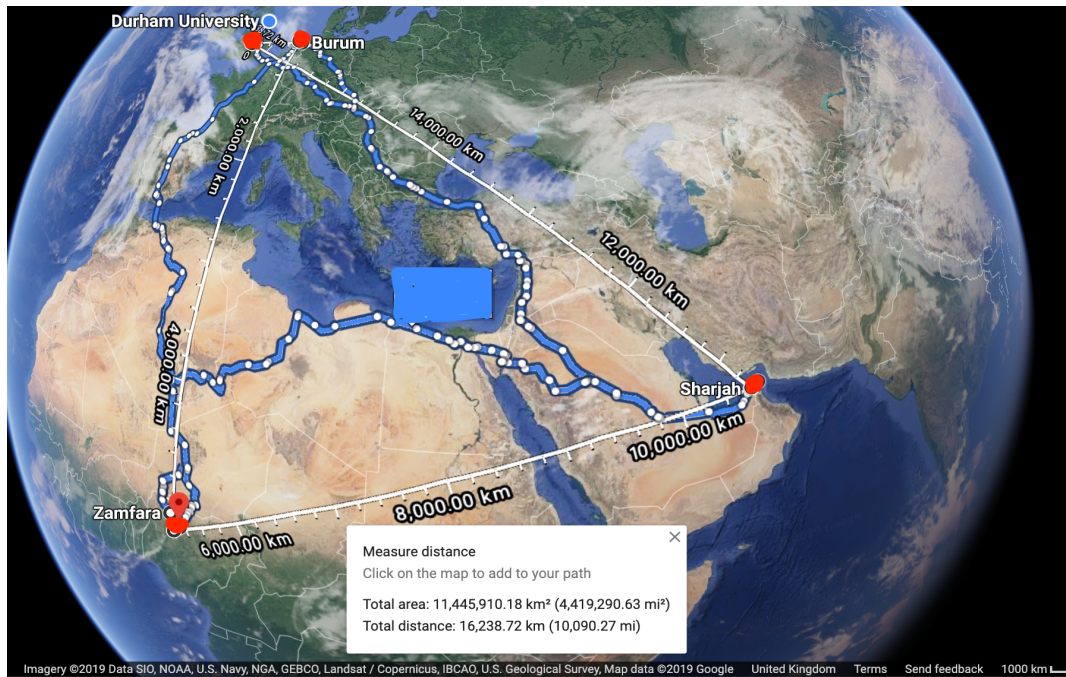 Durham University
Burum
0
14,000.00 km
2,000.00 km
12,000.00 km
4,000.00 km
Sharjah
10,000.00 km
8,000.00 km
Zamfara
6,000.00 km
Measure distance
Click on the map to add to your path
Total area: 11,445,910.18 km² (4,419,290.63 mi²)
Total distance: 16,238.72 km (10,090.27 mi)
Imagery ©2019 Data SIO, NOAA, U.S. Navy, NGA, GEBCO, Landsat / Copernicus, IBCAO, U.S. Geological Survey, Map data ©2019 Google United Kingdom Terms Send feedback 1000 km